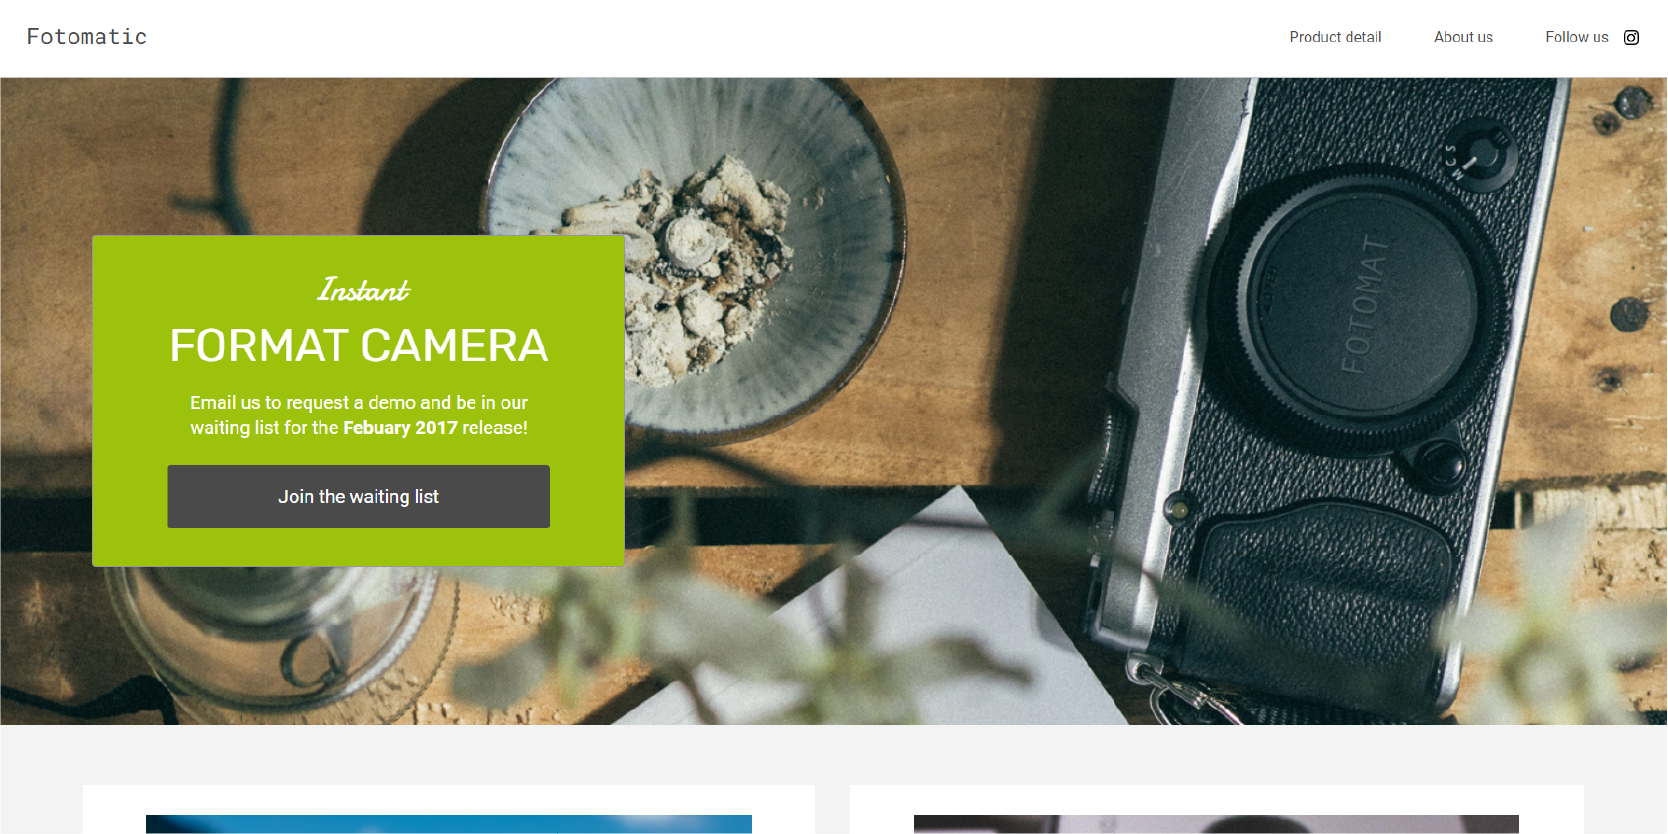 Fotomatic
Product detail About us Follow us
Instant
FORMAT CAMERA
Email us to request a demo and be in our
waiting list for the Febuary 2017 release!
Join the waiting list
MCS
FOTOMAT